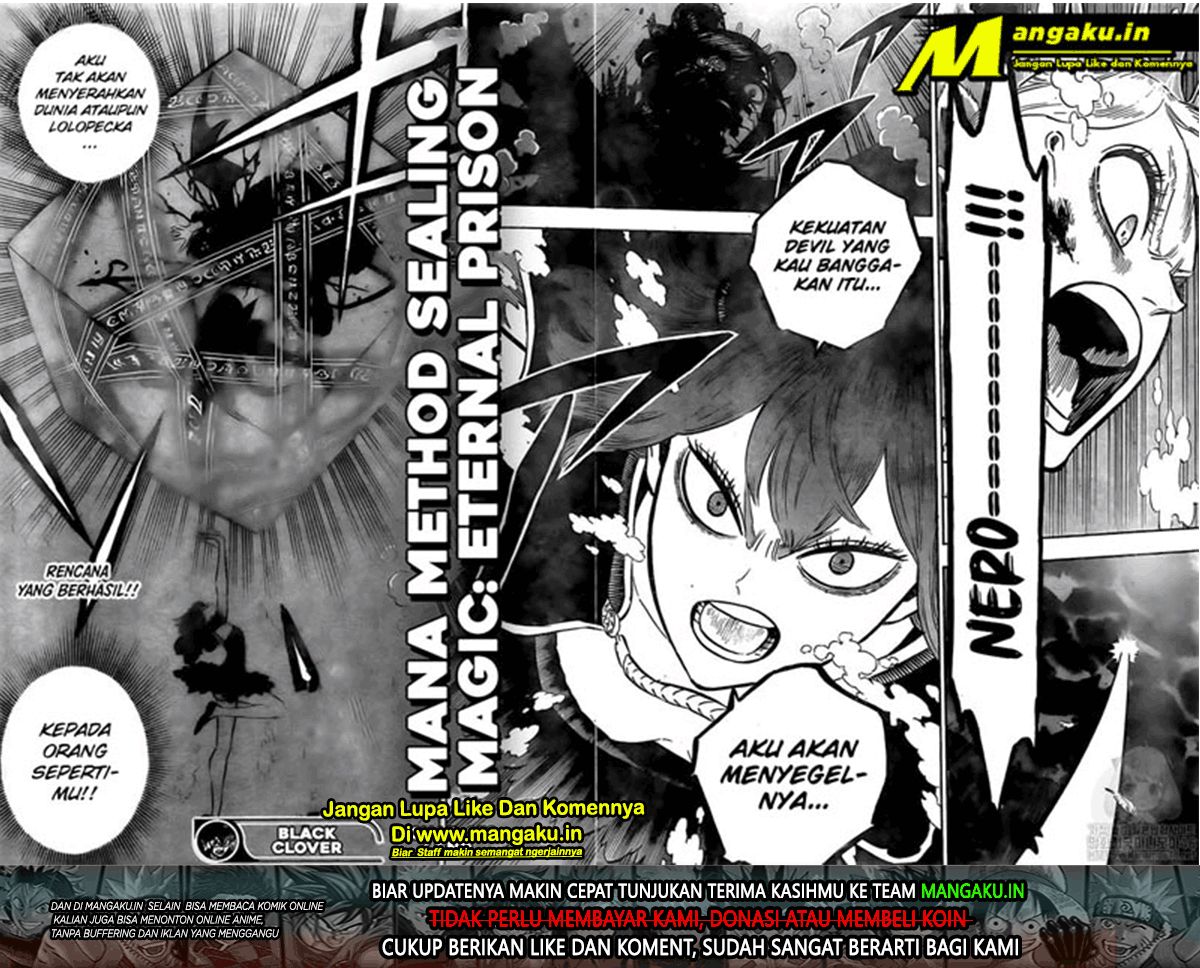 Mangaku.in
Jangan Lupa Like dan Komennya
NERO
!!!
KEKUATAN
DEVIL YANG
KAU BANGGA-
KAN ITU...
AKU AKAN
MENYEGEL-
NYA...
MANA METHOD SEALING
MAGIC: ETERNAL PRISON
AKU
TAK AKAN
MENYERAHKAN
DUNIA ATAUPUN
LOLOPECKA
...
RENCANA
YANG BERHASIL!!
KEPADA
ORANG
SEPERTI-
MU!!
BLACK
CLOVER
Jangan Lupa Like Dan Komennya
Di www.mangaku.in
Biar Staff makin semangat ngerjainnya
DAN DI MANGAKU.IN SELAIN BISA MEMBACA KOMIK ONLINE
KALIAN JUGA BISA MENONTON ONLINE ANIME,
TANPA BUFFERING DAN IKLAN YANG MENGGANGU
BIAR UPDATENYA MAKIN CEPAT TUNJUKAN TERIMA KASIHMU KE TEAM MANGAKU.IN
TIDAK PERLU MEMBAYAR KAMI, DONASI ATAU MEMBELI KOIN
CUKUP BERIKAN LIKE DAN KOMENT, SUDAH SANGAT BERARTI BAGI KAMI